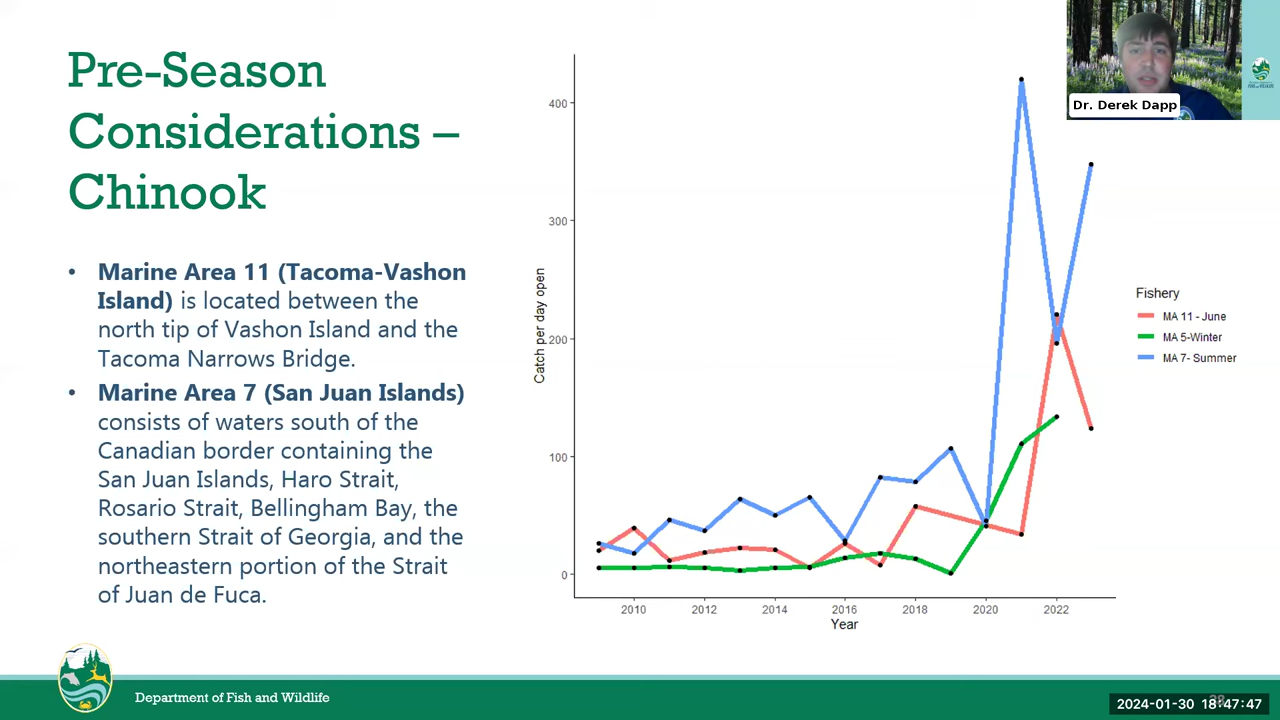 Pre-Season
Considerations –
Chinook
• Marine Area 11 (Tacoma-Vashon
Island) is located between the
north tip of Vashon Island and the
Tacoma Narrows Bridge.
• Marine Area 7 (San Juan Islands)
consists of waters south of the
Canadian border containing the
San Juan Islands, Haro Strait,
Rosario Strait, Bellingham Bay, the
southern Strait of Georgia, and the
northeastern portion of the Strait
of Juan de Fuca.
Catch per day open
400
300
200
100
0
2010 2012 2014 2016 2018 2020 2022
Year
Fishery
MA 11 - June
MA 5-Winter
MA 7- Summer
Dr. Derek Dapp
Department of Fish and Wildlife
2024-01-30 18:47:47